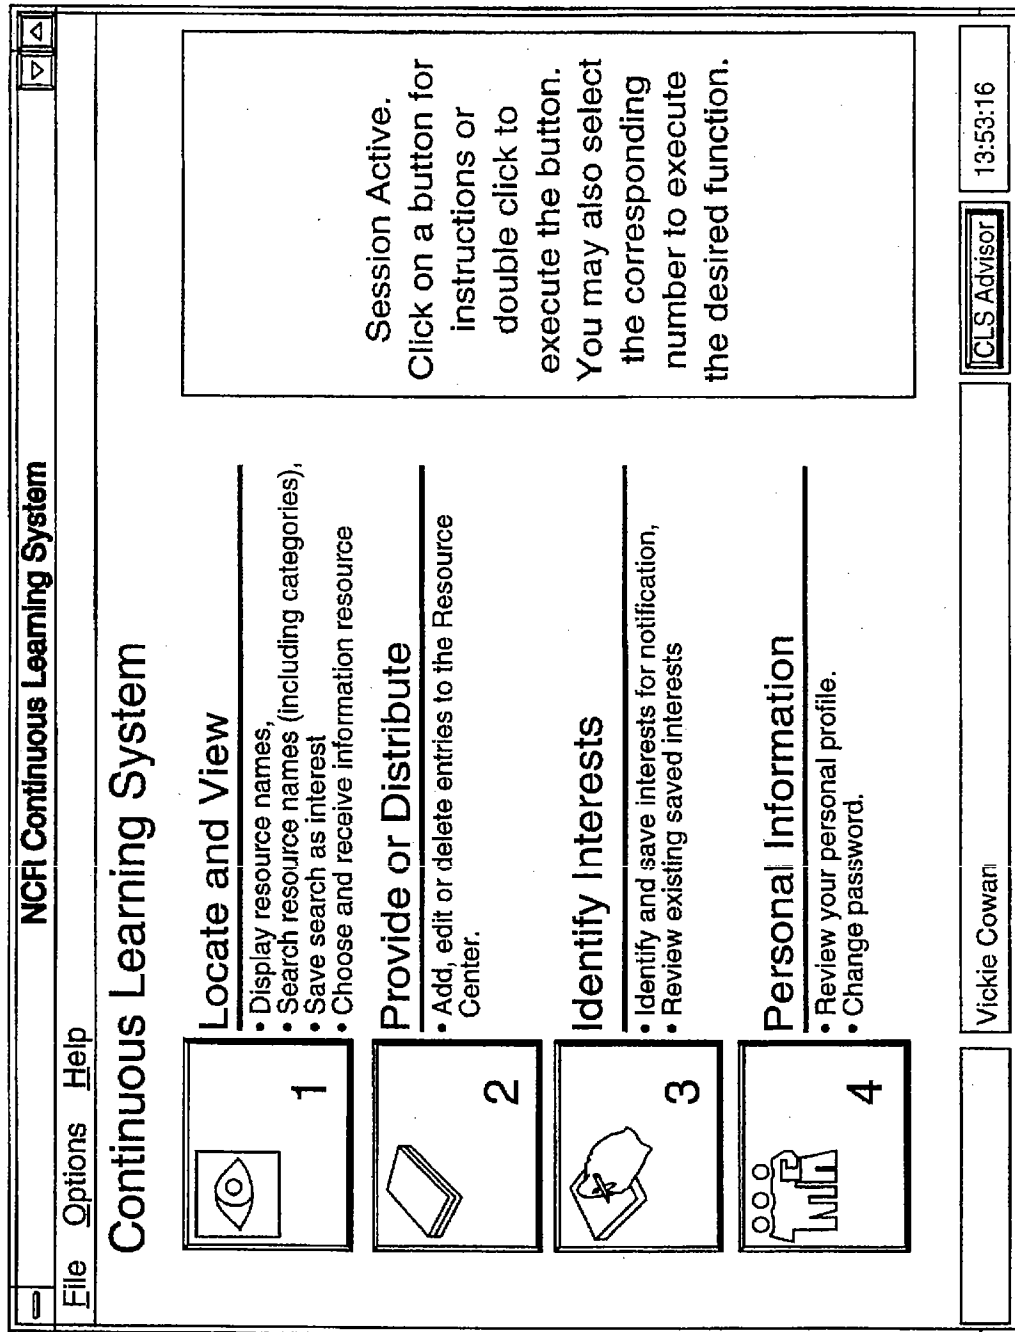 NCFI Continuous Learning System
File Options Help
Continuous Learning System
1
Locate and View
• Display resource names,
• Search resource names (including categories),
• Save search as interest
• Choose and receive information resource
2
Provide or Distribute
• Add, edit or delete entries to the Resource
Center.
3
Identify Interests
• Identify and save interests for notification,
• Review existing saved interests
4
Personal Information
• Review your personal profile.
• Change password.
Session Active.
Click on a button for
instructions or
double click to
execute the button.
You may also select
the corresponding
number to execute
the desired function.
Vickie Cowan
CLS Advisor
13:53:16